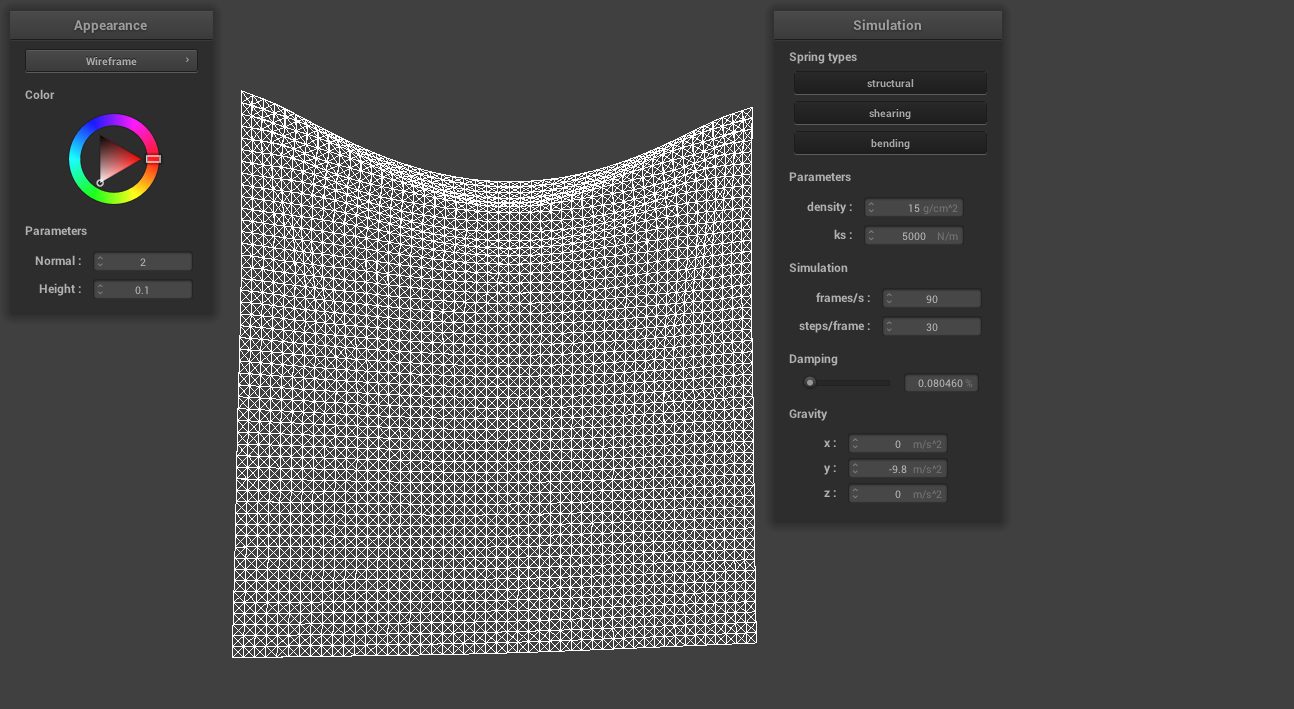 Appearance
Wireframe ›
Color
Parameters
Normal : 2
Height : 0.1
Simulation
Spring types
structural
shearing
bending
Parameters
density : 15 g/cm^2
ks : 5000 N/m
Simulation
frames/s : 90
steps/frame : 30
Damping
0.080460 %
Gravity
x : 0 m/s^2
y : -9.8 m/s^2
z : 0 m/s^2